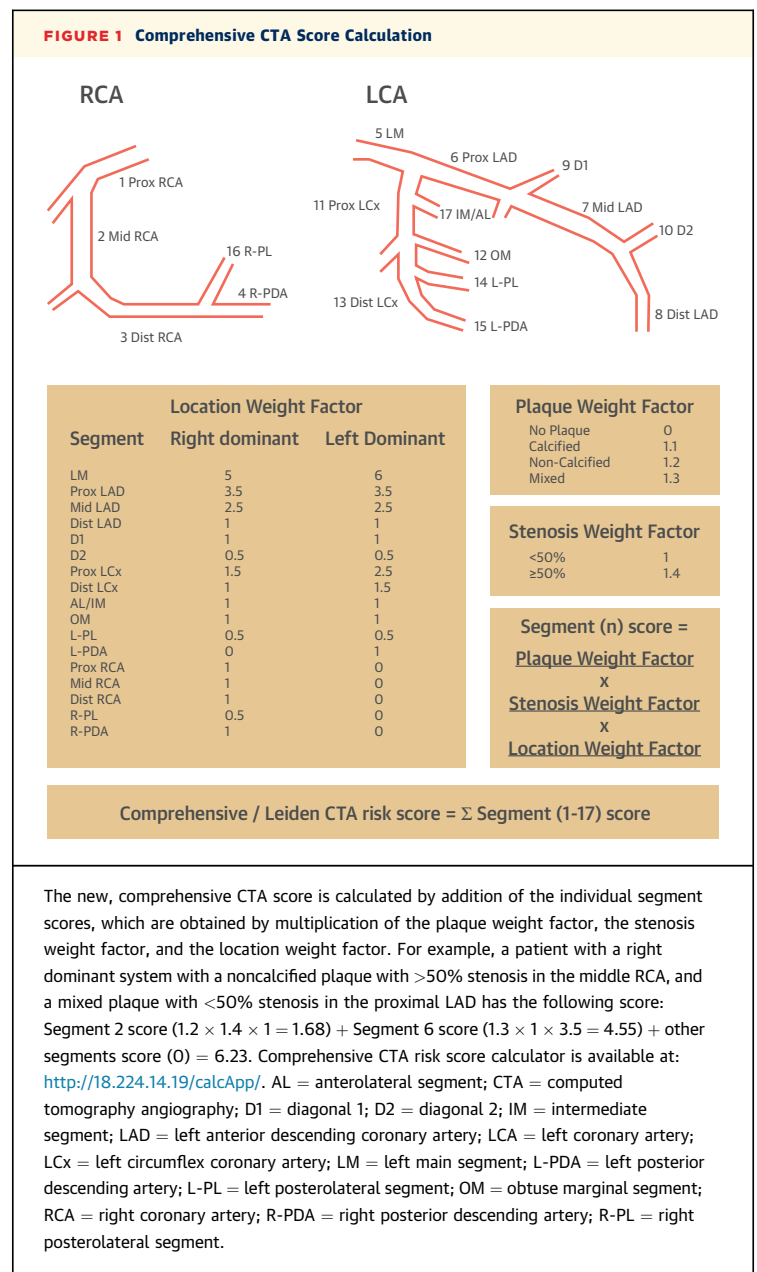 FIGURE 1 Comprehensive CTA Score Calculation
RCA
LCA
1 Prox RCA
2 Mid RCA
16 R-PL
4 R-PDA
3 Dist RCA
5 LM
6 Prox LAD
9 D1
11 Prox LCx
17 IM/AL
7 Mid LAD
10 D2
12 OM
14 L-PL
13 Dist LCx
15 L-PDA
8 Dist LAD
Location Weight Factor
Segment Right dominant Left Dominant
LM 5 6
Prox LAD 3.5 3.5
Mid LAD 2.5 2.5
Dist LAD 1 1
D1 1 1
D2 0.5 0.5
Prox LCx 1.5 2.5
Dist LCx 1 1.5
AL/IM 1 1
OM 1 1
L-PL 0.5 0.5
L-PDA 0 1
Prox RCA 1 0
Mid RCA 1 0
Dist RCA 1 0
R-PL 0.5 0
R-PDA 1 0
Plaque Weight Factor
No Plaque 0
Calcified 1.1
Non-Calcified 1.2
Mixed 1.3
Stenosis Weight Factor
<50% 1
≥50% 1.4
Segment (n) score =
Plaque Weight Factor
x
Stenosis Weight Factor
x
Location Weight Factor
Comprehensive / Leiden CTA risk score = Σ Segment (1-17) score
The new, comprehensive CTA score is calculated by addition of the individual segment
scores, which are obtained by multiplication of the plaque weight factor, the stenosis
weight factor, and the location weight factor. For example, a patient with a right
dominant system with a noncalcified plaque with >50% stenosis in the middle RCA, and
a mixed plaque with <50% stenosis in the proximal LAD has the following score:
Segment 2 score (1.2 × 1.4 × 1 = 1.68) + Segment 6 score (1.3 × 1 × 3.5 = 4.55) + other
segments score (0) = 6.23. Comprehensive CTA risk score calculator is available at:
http://18.224.14.19/calcApp/. AL = anterolateral segment; CTA = computed
tomography angiography; D1 = diagonal 1; D2 = diagonal 2; IM = intermediate
segment; LAD = left anterior descending coronary artery; LCA = left coronary artery;
LCx = left circumflex coronary artery; LM = left main segment; L-PDA = left posterior
descending artery; L-PL = left posterolateral segment; OM = obtuse marginal segment;
RCA = right coronary artery; R-PDA = right posterior descending artery; R-PL = right
posterolateral segment.